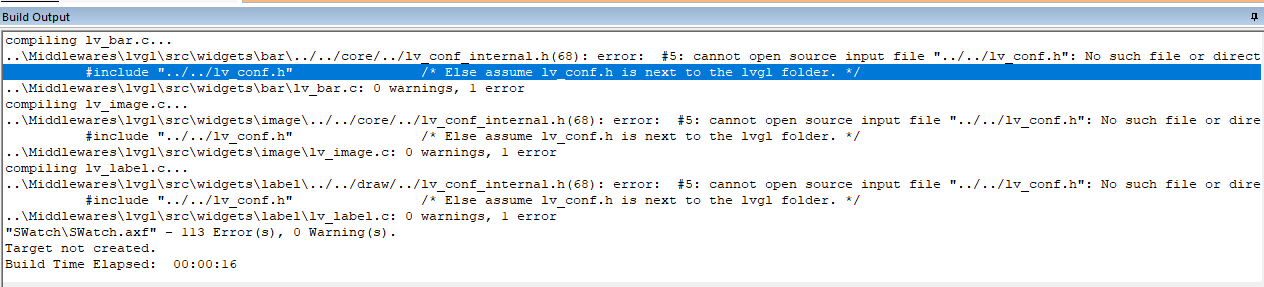 Build Output
compiling lv_bar.c...
..\Middlewares\lvgl\src\widgets\bar\../../core/../lv_conf_internal.h(68): error:  #5: cannot open source input file "../../lv_conf.h": No such file or direct
#include "../../lv_conf.h"                /* Else assume lv_conf.h is next to the lvgl folder. */
..\Middlewares\lvgl\src\widgets\bar\lv_bar.c: 0 warnings, 1 error
compiling lv_image.c...
..\Middlewares\lvgl\src\widgets\image\../../core/../lv_conf_internal.h(68): error:  #5: cannot open source input file "../../lv_conf.h": No such file or dire
#include "../../lv_conf.h"                /* Else assume lv_conf.h is next to the lvgl folder. */
..\Middlewares\lvgl\src\widgets\image\lv_image.c: 0 warnings, 1 error
compiling lv_label.c...
..\Middlewares\lvgl\src\widgets\label\../../draw/../lv_conf_internal.h(68): error:  #5: cannot open source input file "../../lv_conf.h": No such file or dire
#include "../../lv_conf.h"                /* Else assume lv_conf.h is next to the lvgl folder. */
..\Middlewares\lvgl\src\widgets\label\lv_label.c: 0 warnings, 1 error
"SWatch\SWatch.axf" - 113 Error(s), 0 Warning(s).
Target not created.
Build Time Elapsed:  00:00:16